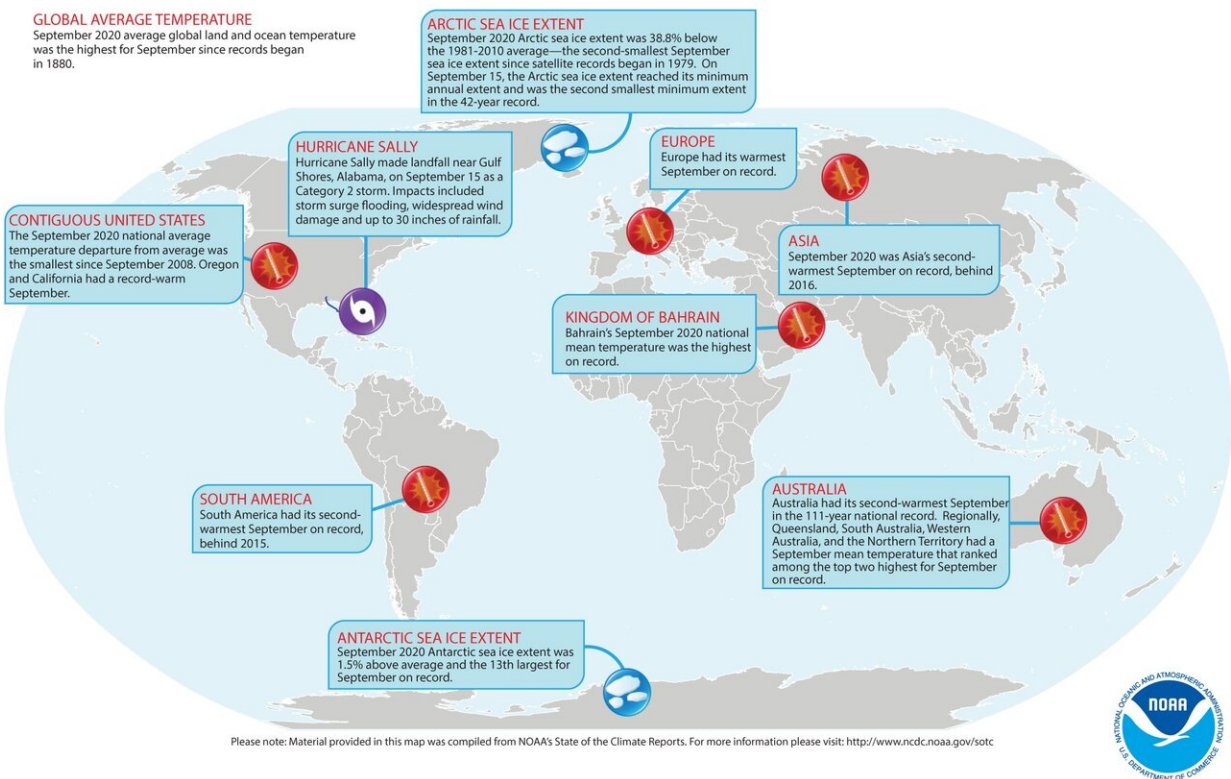 GLOBAL AVERAGE TEMPERATURE
September 2020 average global land and ocean temperature
was the highest for September since records began
in 1880.
ARCTIC SEA ICE EXTENT
September 2020 Arctic sea ice extent was 38.8% below
the 1981-2010 average—the second-smallest September
sea ice extent since satellite records began in 1979. On
September 15, the Arctic sea ice extent reached its minimum
annual extent and was the second smallest minimum extent
in the 42-year record.
HURRICANE SALLY
Hurricane Sally made landfall near Gulf
Shores, Alabama, on September 15 as a
Category 2 storm. Impacts included
storm surge flooding, widespread wind
damage and up to 30 inches of rainfall.
EUROPE
Europe had its warmest
September on record.
CONTIGUOUS UNITED STATES
The September 2020 national average
temperature departure from average was
the smallest since September 2008. Oregon
and California had a record-warm
September.
ASIA
September 2020 was Asia's second-
warmest September on record, behind
2016.
KINGDOM OF BAHRAIN
Bahrain's September 2020 national
mean temperature was the highest
on record.
SOUTH AMERICA
South America had its second-
warmest September on record,
behind 2015.
AUSTRALIA
Australia had its second-warmest September
in the 111-year national record. Regionally,
Queensland, South Australia, Western
Australia, and the Northern Territory had a
September mean temperature that ranked
among the top two highest for September
on record.
ANTARCTIC SEA ICE EXTENT
September 2020 Antarctic sea ice extent was
1.5% above average and the 13th largest for
September on record.
Please note: Material provided in this map was compiled from NOAA's State of the Climate Reports. For more information please visit: http://www.ncdc.noaa.gov/sotc
NATIONAL OCEANIC AND ATMOSPHERIC ADMINISTRATION
NOAA
U.S. DEPARTMENT OF COMMERCE